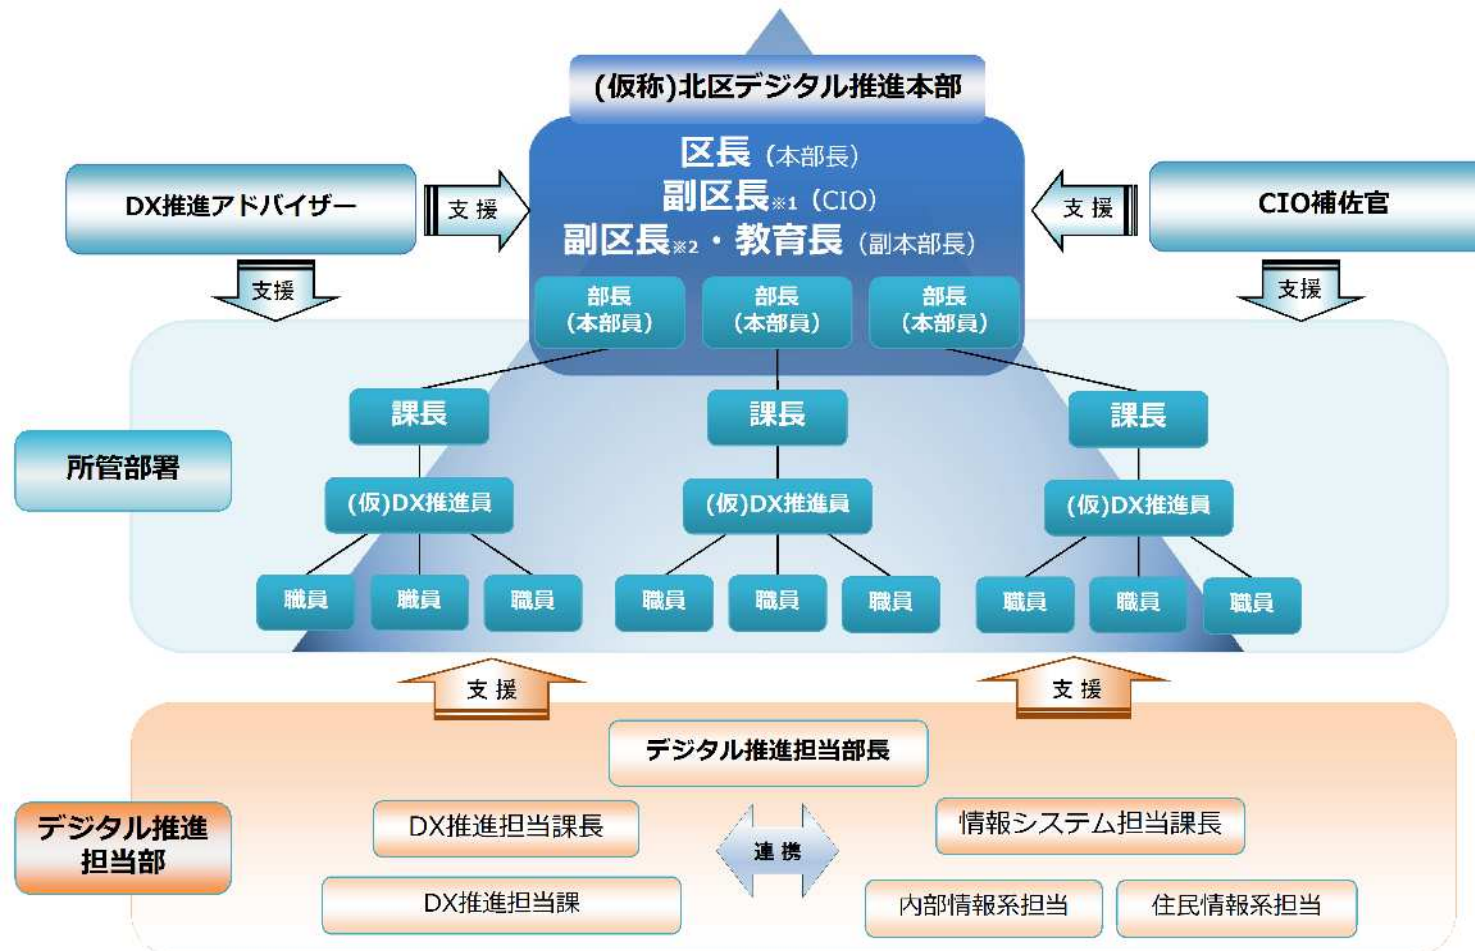 (仮称)北区デジタル推進本部
区長（本部長）
副区長※1（CIO）
副区長※2・教育長（副本部長）
DX推進アドバイザー
支援
支援
CIO補佐官
支援
支援
部長
（本部員）
部長
（本部員）
部長
（本部員）
課長
課長
課長
所管部署
(仮)DX推進員
(仮)DX推進員
(仮)DX推進員
職員
職員
職員
職員
職員
職員
職員
職員
職員
支援
支援
デジタル推進担当部長
デジタル推進
担当部
DX推進担当課長
連携
情報システム担当課長
DX推進担当課
内部情報系担当
住民情報系担当